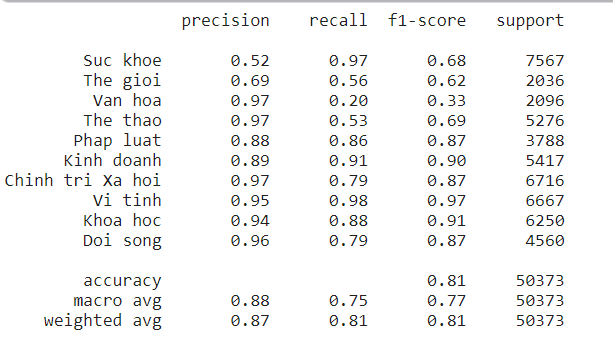 precision recall f1-score support
Suc khoe 0.52 0.97 0.68 7567
The gioi 0.69 0.56 0.62 2036
Van hoa 0.97 0.20 0.33 2096
The thao 0.97 0.53 0.69 5276
Phap luat 0.88 0.86 0.87 3788
Kinh doanh 0.89 0.91 0.90 5417
Chinh tri Xa hoi 0.97 0.79 0.87 6716
Vi tinh 0.95 0.98 0.97 6667
Khoa hoc 0.94 0.88 0.91 6250
Doi song 0.96 0.79 0.87 4560
accuracy 0.81 50373
macro avg 0.88 0.75 0.77 50373
weighted avg 0.87 0.81 0.81 50373